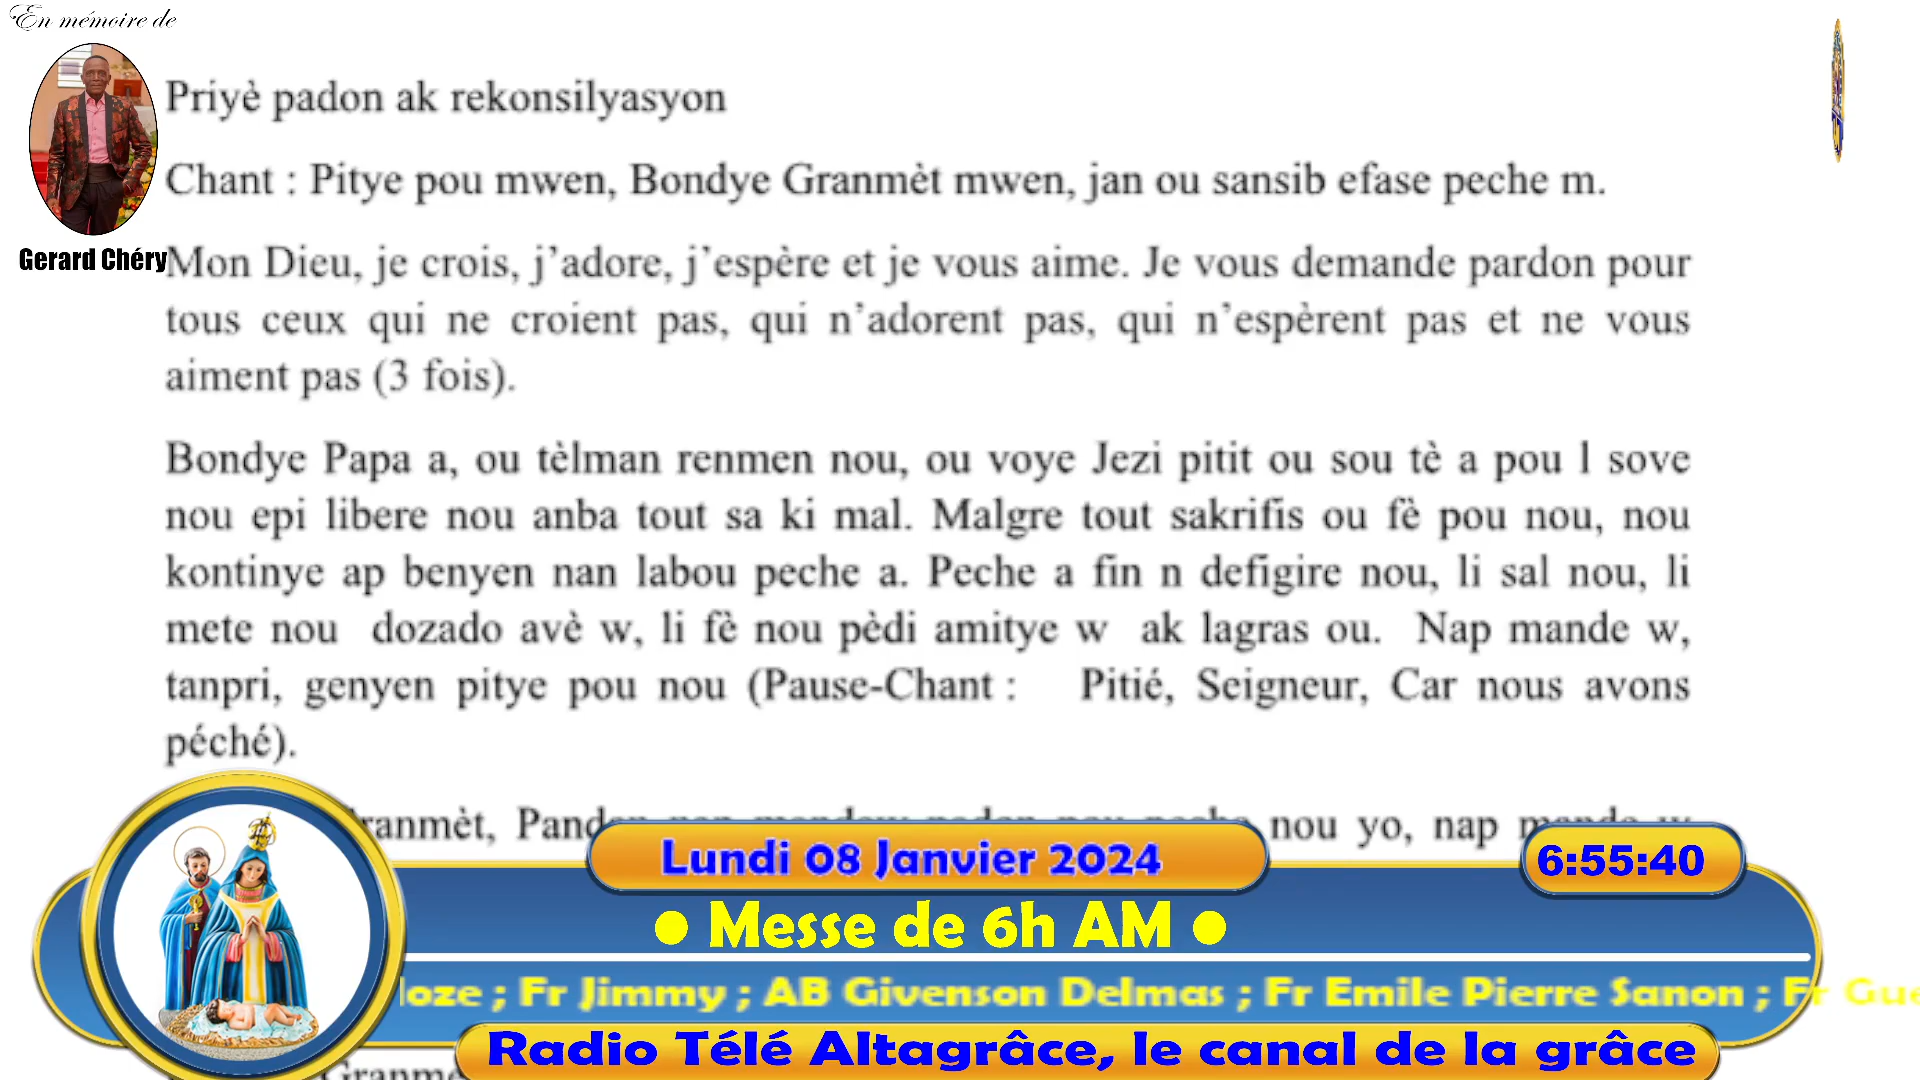 En mémoire de
Gerard Chéry
Priyè padon ak rekonsilyasyon
Chant : Pitye pou mwen, Bondye Granmèt mwen, jan ou sansib efase peche m.
Mon Dieu, je crois, j’adore, j’espère et je vous aime. Je vous demande pardon pour
tous ceux qui ne croient pas, qui n’adorent pas, qui n’espèrent pas et ne vous
aiment pas (3 fois).
Bondye Papa a, ou tèlman renmen nou, ou voye Jezi pitit ou sou tè a pou l sove
nou epi libere nou anba tout sa ki mal. Malgre tout sakrifis ou fè pou nou, nou
kontinye ap benyen nan labou peche a. Peche a fin n defigire nou, li sal nou, li
mete nou dozado avè w, li fè nou pèdi amitye w ak lagras ou. Nap mande w,
tanpri, genyen pitye pou nou (Pause-Chant : Pitié, Seigneur, Car nous avons
péché).
nou yo, nap
Lundi 08 Janvier 2024
6:55:40
• Messe de 6h AM •
; Fr Jimmy ; AB Givenson Delmas ; Fr Emile Pierre Sanon ; Fr
Radio Télé Altagrâce, le canal de la grâce